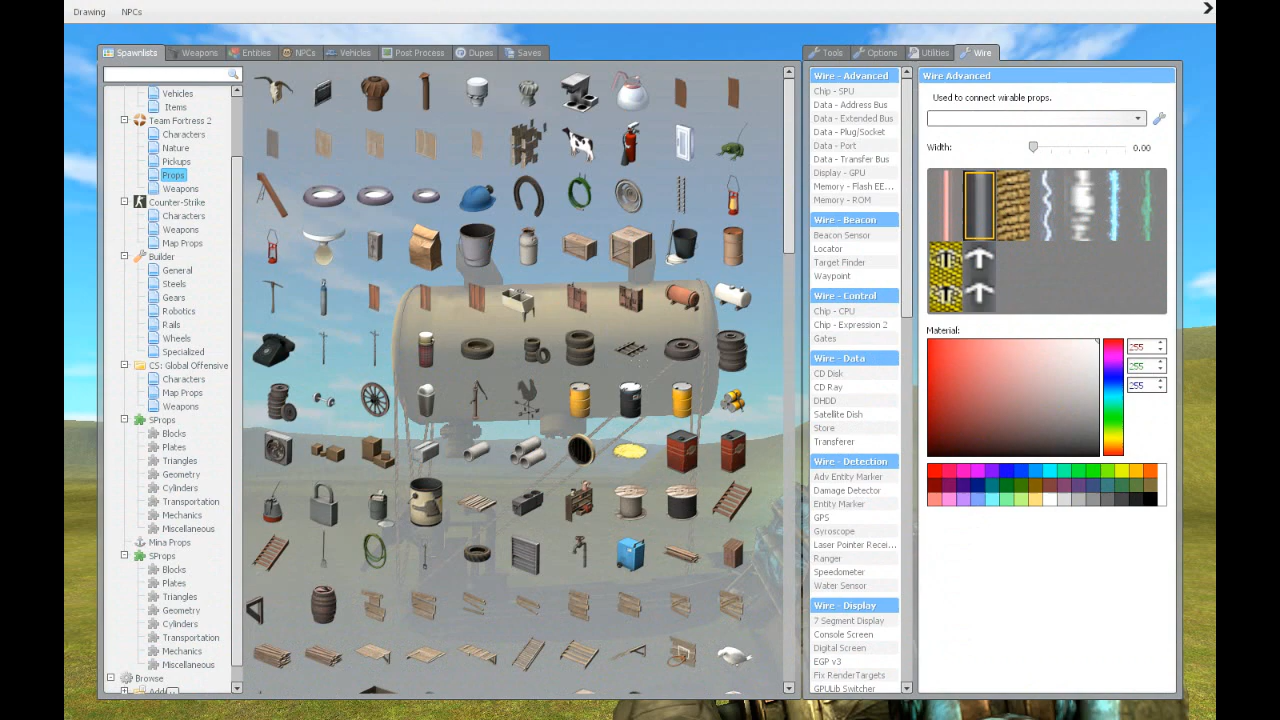 Drawing NPCs
Spawnlists Weapons Entities NPCs Vehicles Post Process Dupes Saves
Vehicles
Items
Team Fortress 2
Characters
Nature
Pickups
Props
Weapons
Counter-Strike
Characters
Weapons
Map Props
Builder
General
Steels
Gears
Robotics
Rails
Wheels
Specialized
CS: Global Offensive
Characters
Map Props
Weapons
SProps
Blocks
Plates
Triangles
Geometry
Cylinders
Transportation
Mechanics
Miscellaneous
Mina Props
SProps
Blocks
Plates
Triangles
Geometry
Cylinders
Transportation
Mechanics
Miscellaneous
Browse
Tools Options Utilities Wire
Wire - Advanced
Chip - SPU
Data - Address Bus
Data - Extended Bus
Data - Plug/Socket
Data - Port
Data - Transfer Bus
Display - GPU
Memory - Flash EE...
Memory - ROM
Wire - Beacon
Beacon Sensor
Locator
Target Finder
Waypoint
Wire - Control
Chip - CPU
Chip - Expression 2
Gates
Wire - Data
CD Disk
CD Ray
DHDD
Satellite Dish
Store
Transferer
Wire - Detection
Adv Entity Marker
Damage Detector
Entity Marker
GPS
Gyroscope
Laser Pointer Recei...
Ranger
Speedometer
Water Sensor
Wire - Display
7 Segment Display
Console Screen
Digital Screen
EGP v3
Fix RenderTargets
GPULib Switcher
Wire Advanced
Used to connect wirable props.
Width: 0.00
Material:
255
255
255